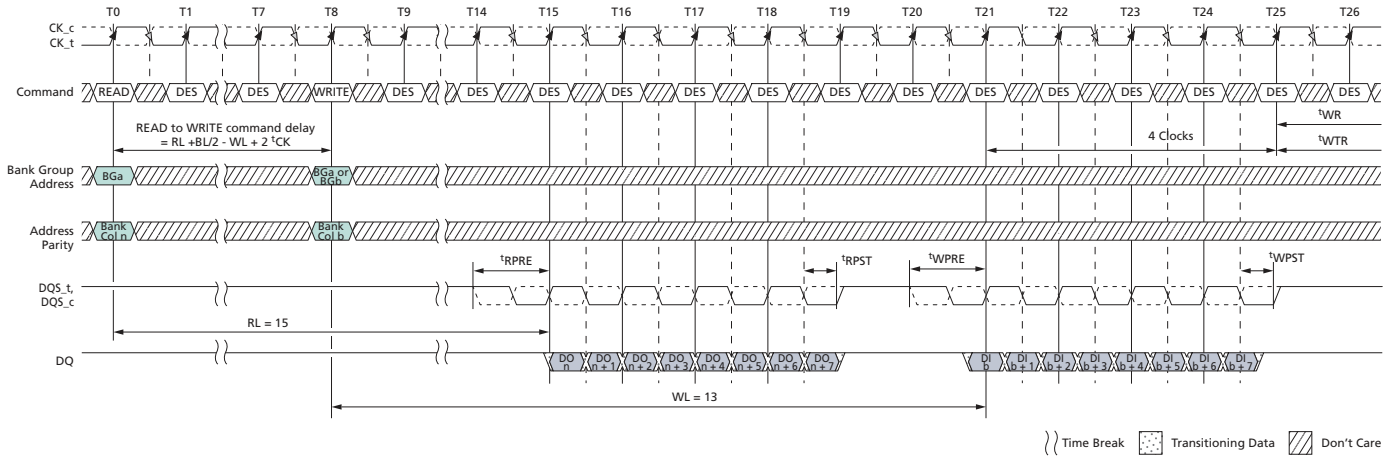 T0 T1 T7 T8 T9 T14 T15 T16 T17 T18 T19 T20 T21 T22 T23 T24 T25 T26
CK_c
CK_t
Command READ DES DES WRITE DES DES DES DES DES DES DES DES DES DES DES DES DES DES
READ to WRITE command delay
= RL +BL/2 - WL + 2 tCK
tWR
4 Clocks
tWTR
Bank Group
Address
BGa
BGa or
BGb
Address
Parity
Bank
Col n
Bank
Col b
tRPRE
tRPST
tWPRE
tWPST
DQS_t,
DQS_c
RL = 15
DQ
DO
n
DO
n + 1
DO
n + 2
DO
n + 3
DO
n + 4
DO
n + 5
DO
n + 6
DO
n + 7
DI
b
DI
b + 1
DI
b + 2
DI
b + 3
DI
b + 4
DI
b + 5
DI
b + 6
DI
b + 7
WL = 13
Time Break Transitioning Data Don't Care